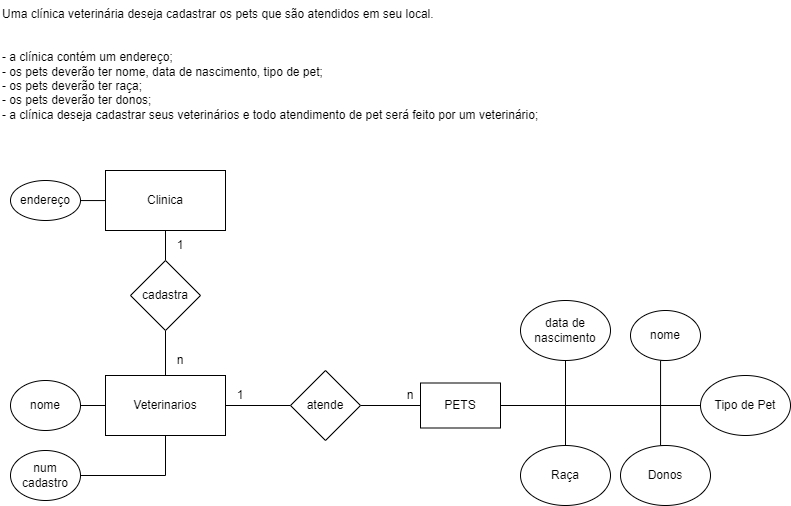 Uma clínica veterinária deseja cadastrar os pets que são atendidos em seu local.
- a clínica contém um endereço;
- os pets deverão ter nome, data de nascimento, tipo de pet;
- os pets deverão ter raça;
- os pets deverão ter donos;
- a clínica deseja cadastrar seus veterinários e todo atendimento de pet será feito por um veterinário;
endereço
Clinica
1
cadastra
n
data de
nascimento
nome
nome
Veterinarios
1
atende
n
PETS
Tipo de Pet
num
cadastro
Raça
Donos